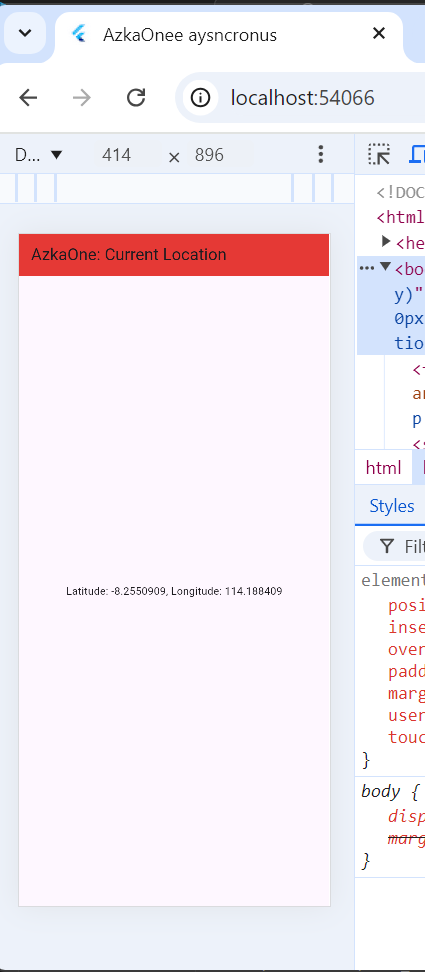 AzkaOnee aysncronus
localhost:54066
D... 414 × 896
<!DOC
<html
<he
AzkaOne: Current Location
<bo
y)"
0px
tio
<
ar
p
<s
html
Styles
Filt
Latitude: -8.2550909, Longitude: 114.188409
element
posi
inse
over
padd
marg
user
touc
}
body {
disp
marg
}